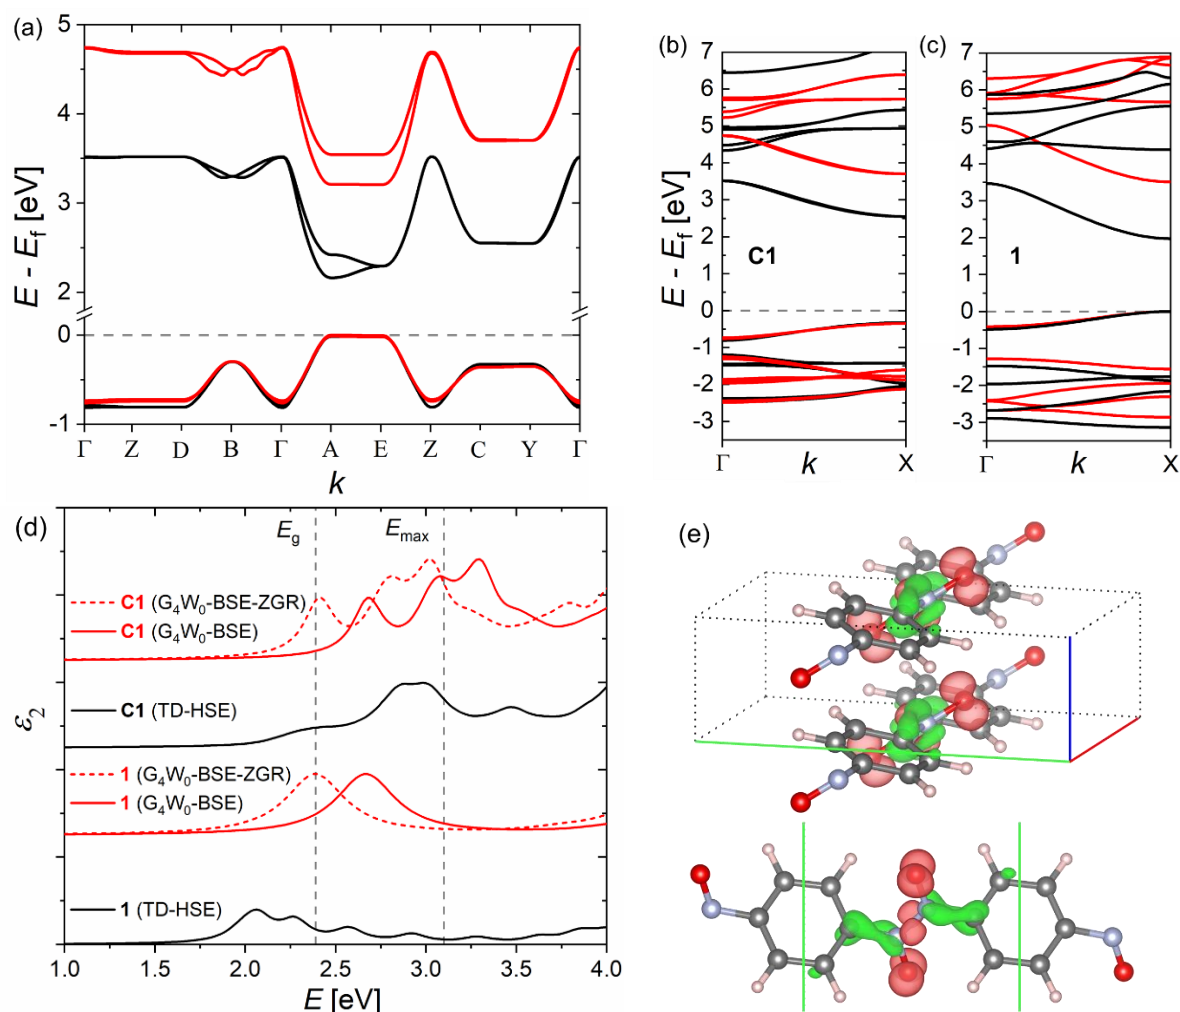 (a)
5
4
3
2
0
-1
E - Ef [eV]
Γ Z D B Γ A E Z C Y Γ
k
(b)
7
6
5
4
3
2
1
0
-1
-2
-3
E - Ef [eV]
C1
Γ k X
(c)
7
6
5
4
3
2
1
0
-1
-2
-3
1
Γ k X
(d)
Eg
Emax
C1 (G4W0-BSE-ZGR)
C1 (G4W0-BSE)
C1 (TD-HSE)
ε2
1 (G4W0-BSE-ZGR)
1 (G4W0-BSE)
1 (TD-HSE)
1.0 1.5 2.0 2.5 3.0 3.5 4.0
E [eV]
(e)